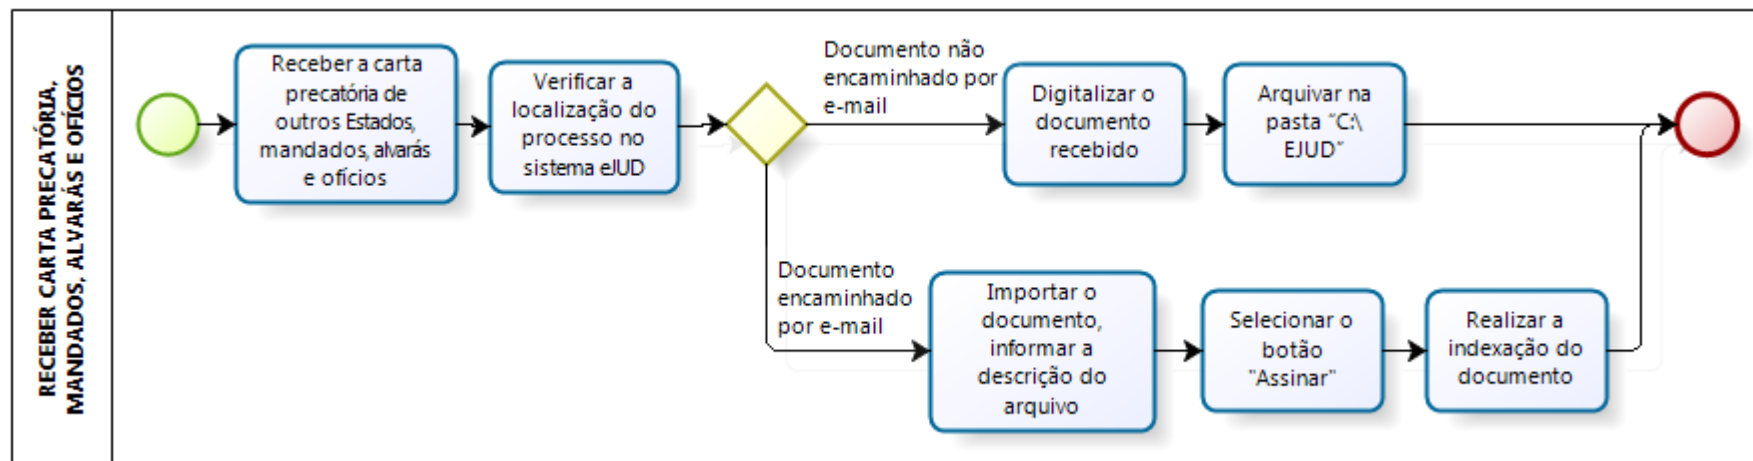 RECEBER CARTA PRECATÓRIA,
MANDADOS, ALVARÁS E OFÍCIOS
Receber a carta
precatória de
outros Estados,
mandados, alvarás
e ofícios
Verificar a
localização do
processo no
sistema eJUD
Documento não
encaminhado por
e-mail
Digitalizar o
documento
recebido
Arquivar na
pasta "C:\
EJUD"
Documento
encaminhado
por e-mail
Importar o
documento,
informar a
descrição do
arquivo
Selecionar o
botão
"Assinar"
Realizar a
indexação do
documento